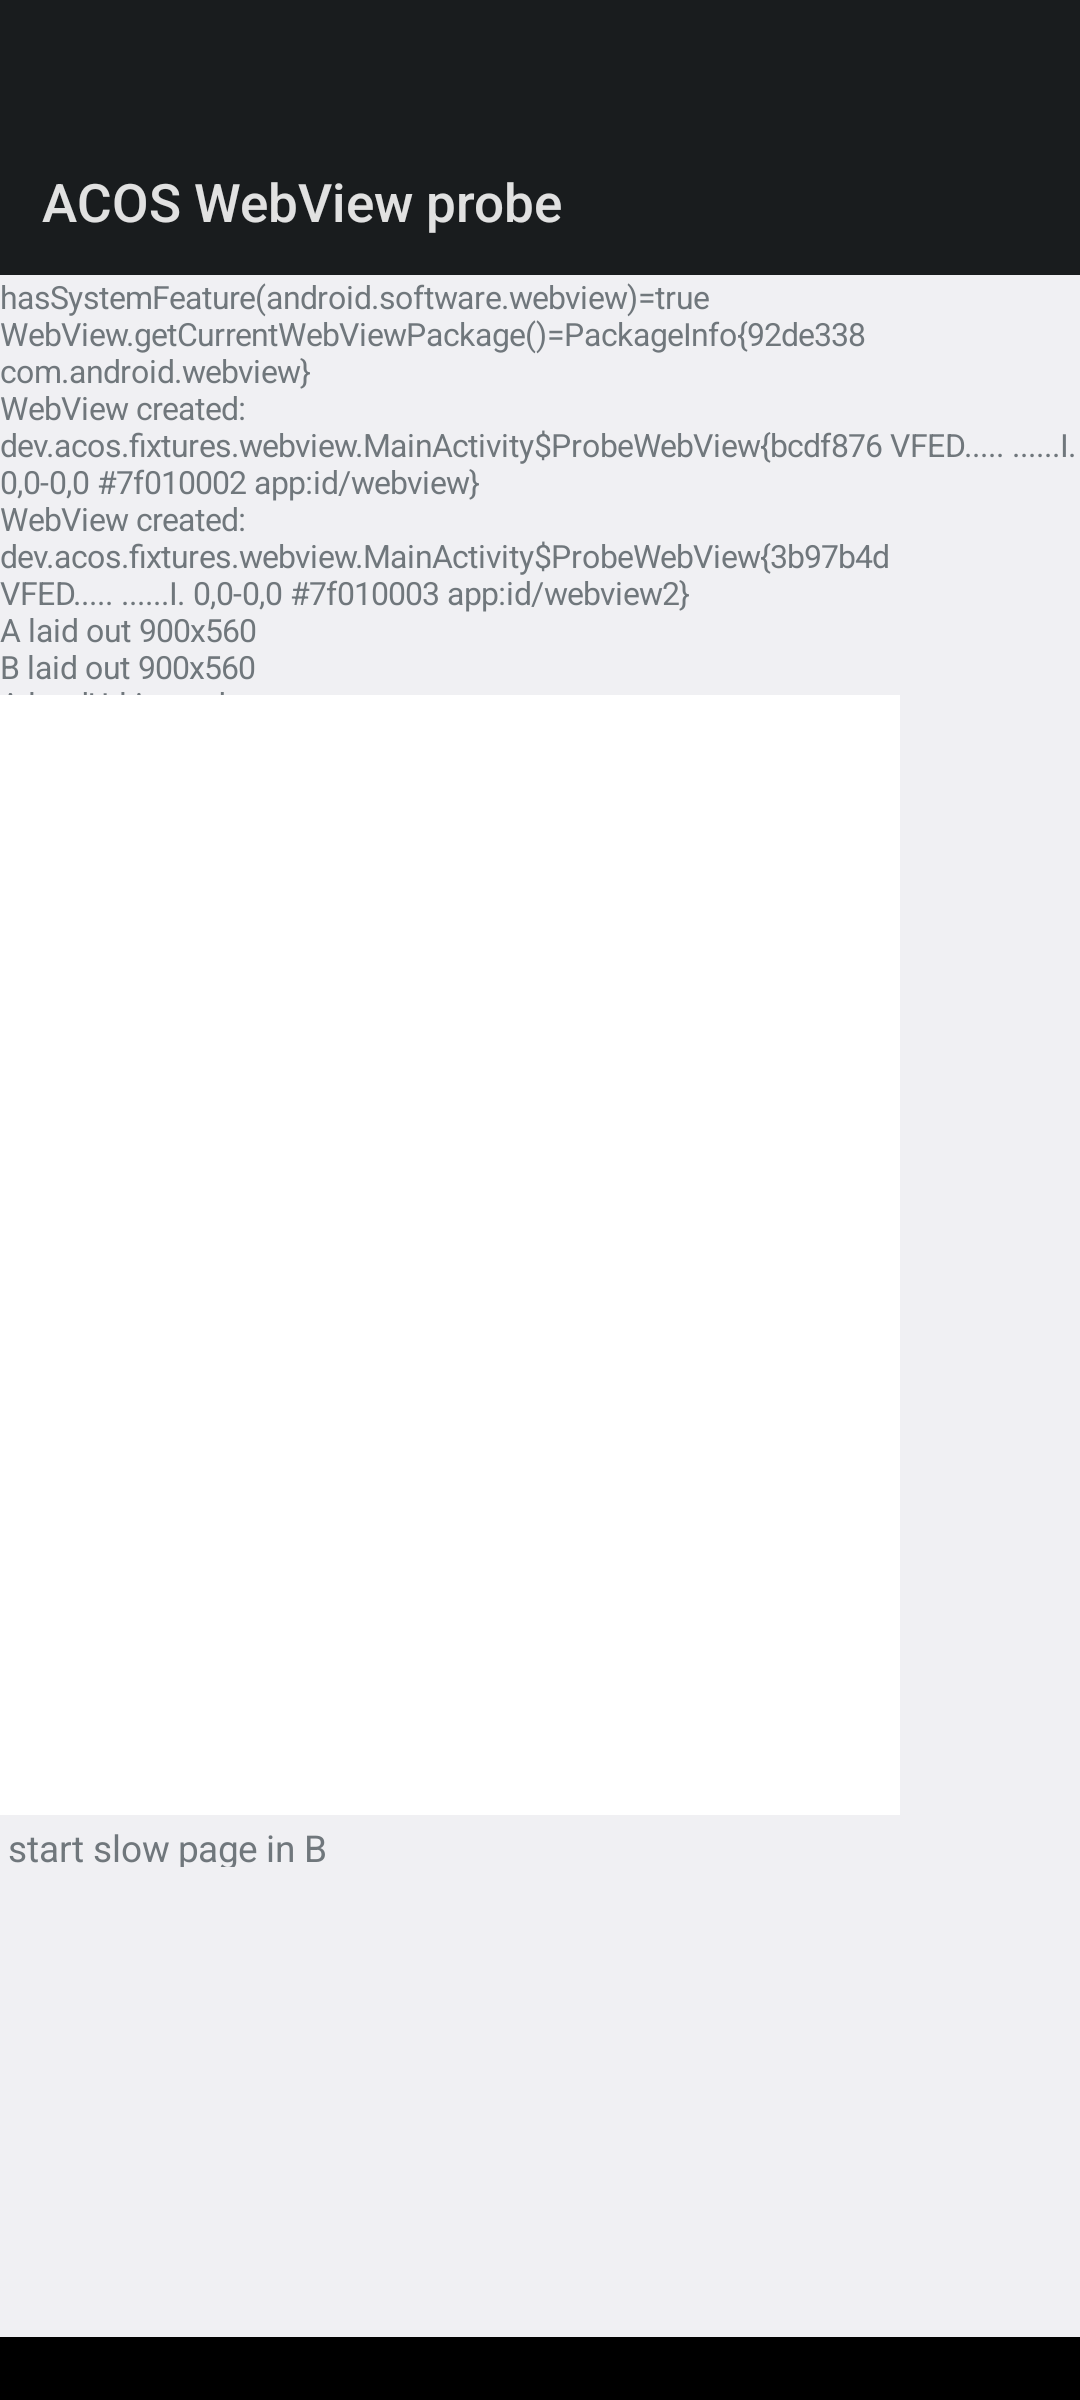 ACOS WebView probe
hasSystemFeature(android.software.webview)=true
WebView.getCurrentWebViewPackage()=PackageInfo{92de338
com.android.webview}
WebView created:
dev.acos.fixtures.webview.MainActivity$ProbeWebView{bcdf876 VFED..... ......I.
0,0-0,0 #7f010002 app:id/webview}
WebView created:
dev.acos.fixtures.webview.MainActivity$ProbeWebView{3b97b4d
VFED..... ......I. 0,0-0,0 #7f010003 app:id/webview2}
A laid out 900x560
B laid out 900x560
start slow page in B